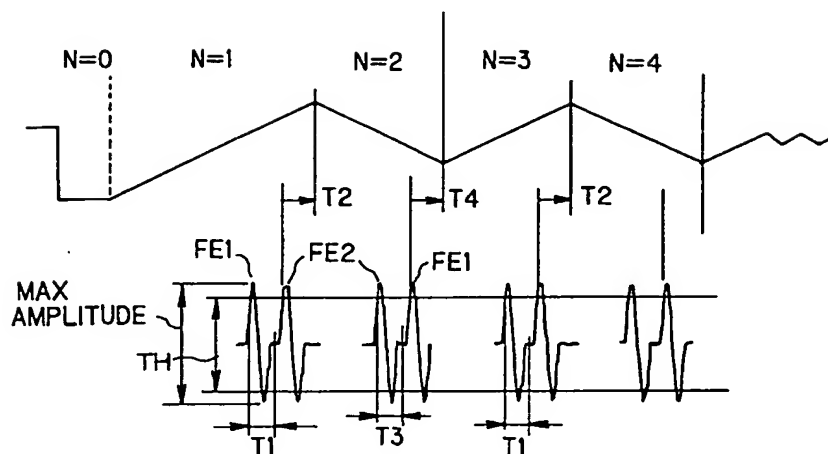 N=0 N=1 N=2 N=3 N=4
T2 T4 T2
FE1 FE2 FE1
MAX
AMPLITUDE
TH
T1 T3 T1